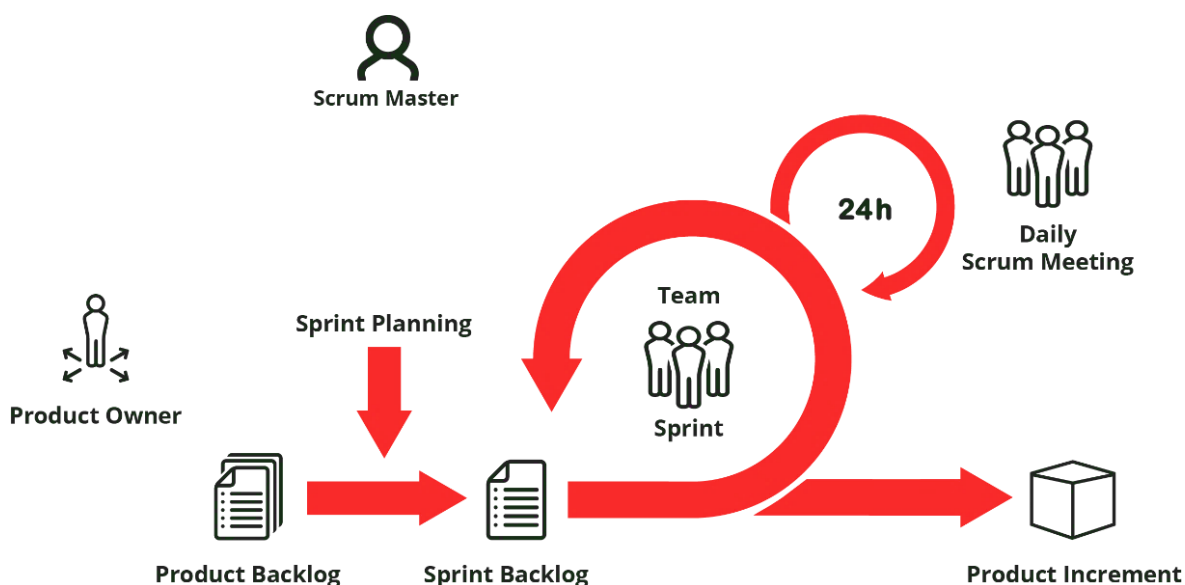 Scrum Master
24h
Daily
Scrum Meeting
Team
Sprint Planning
Product Owner
Sprint
Product Backlog
Sprint Backlog
Product Increment